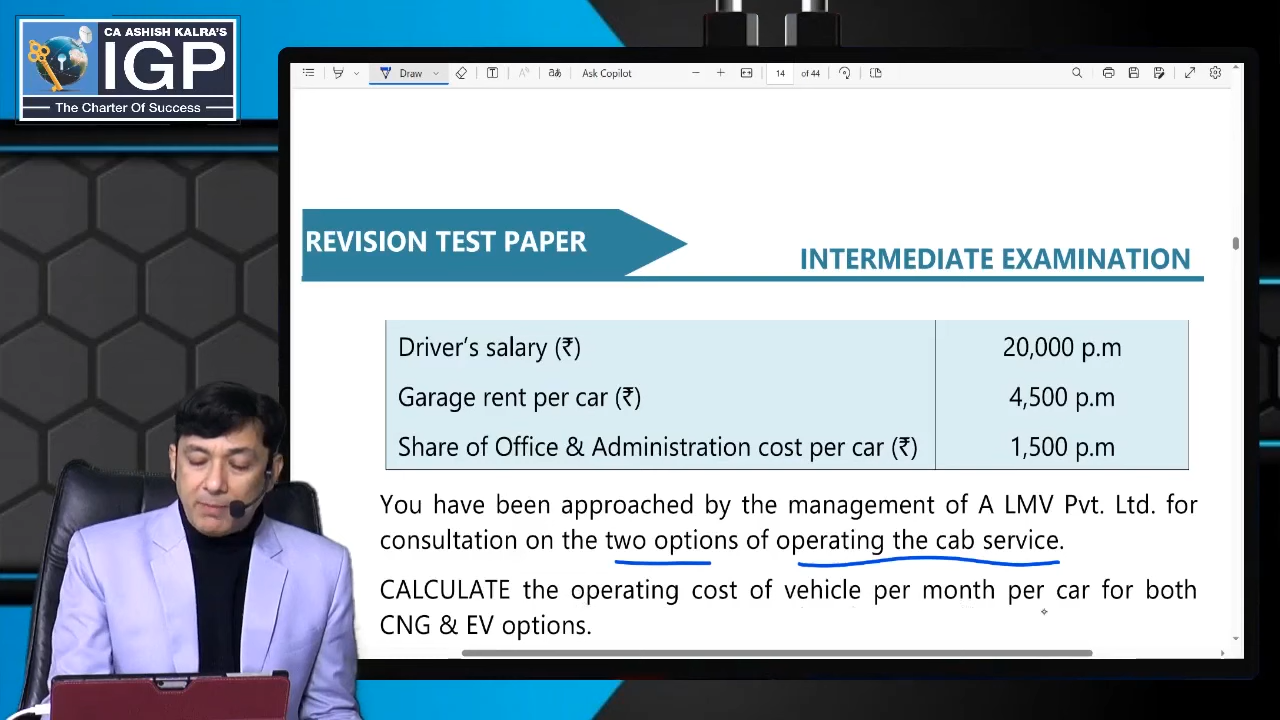 CA ASHISH KALRA'S
IGP
The Charter Of Success
Draw
Ask Copilot
14 of 44
REVISION TEST PAPER
INTERMEDIATE EXAMINATION
Driver's salary (₹) 20,000 p.m
Garage rent per car (₹) 4,500 p.m
Share of Office & Administration cost per car (₹) 1,500 p.m
You have been approached by the management of A LMV Pvt. Ltd. for
consultation on the two options of operating the cab service.
CALCULATE the operating cost of vehicle per month per car for both
CNG & EV options.